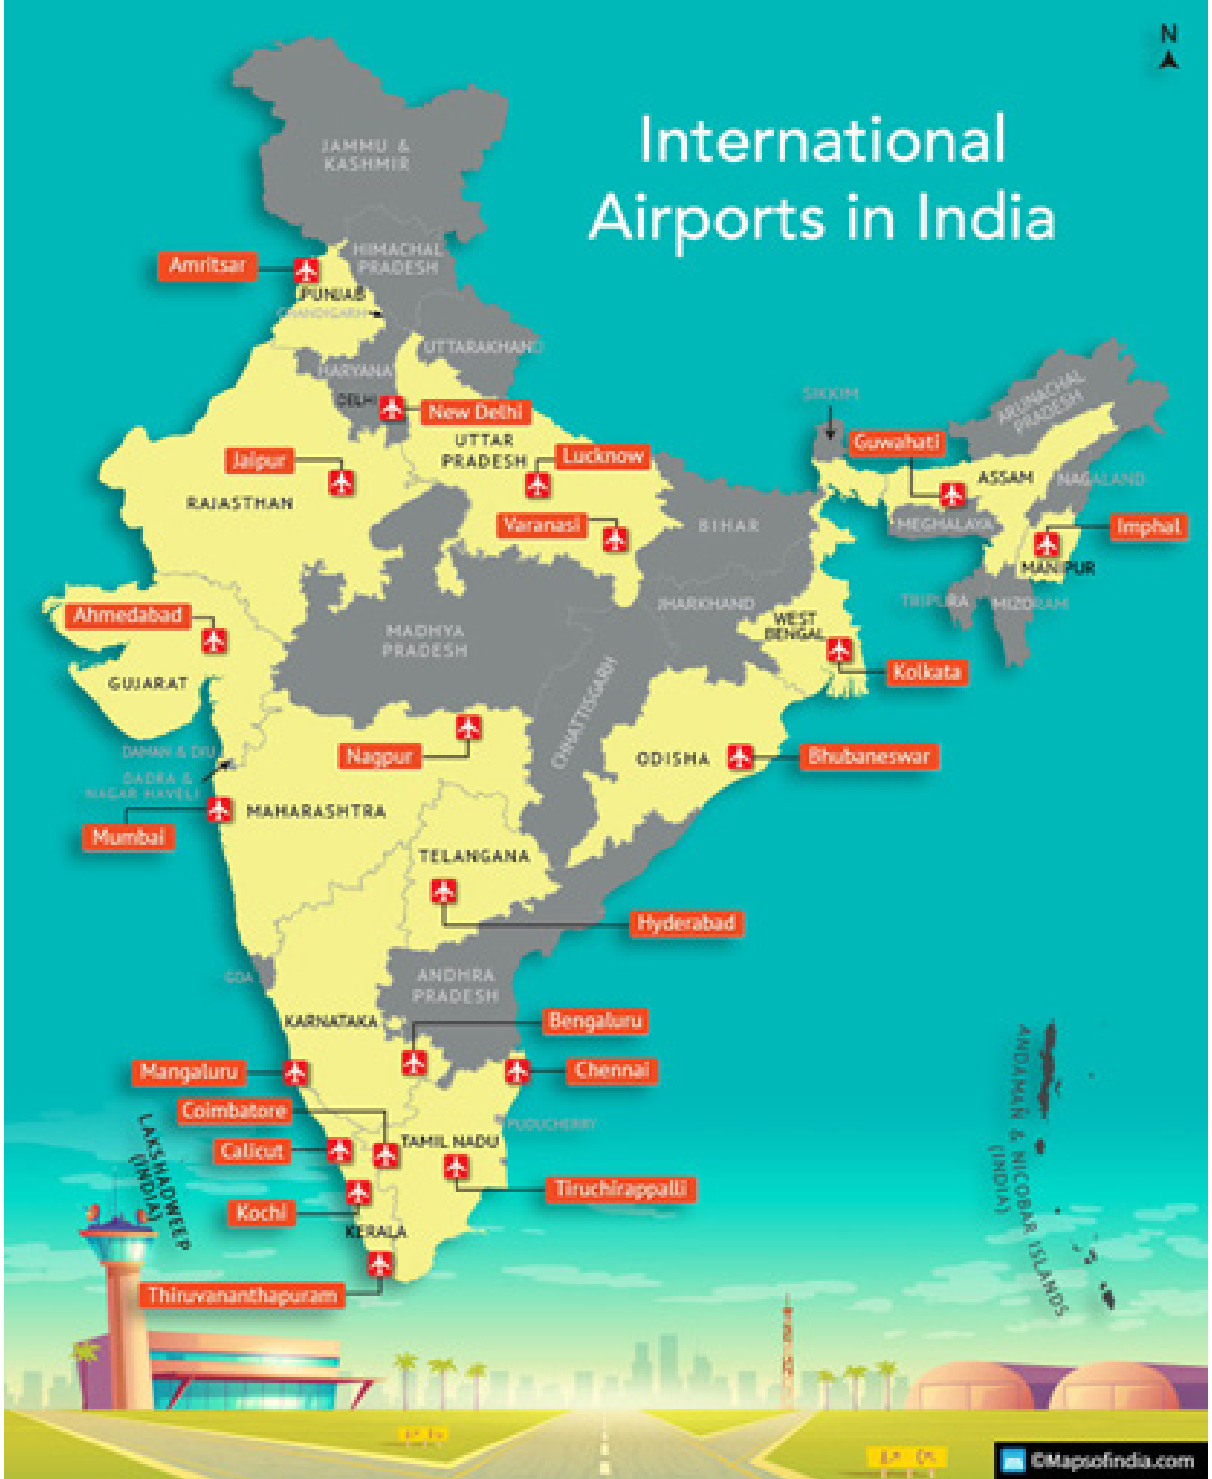 N
International
Airports in India
JAMMU &
KASHMIR
HIMACHAL
PRADESH
Amritsar
PUNJAB
CHANDIGARH
UTTARAKHAND
HARYANA
DELHI
New Delhi
UTTAR
PRADESH
Lucknow
Jaipur
RAJASTHAN
Varanasi
SIKKIM
ARUNACHAL
PRADESH
Guwahati
ASSAM
NAGALAND
MEGHALAYA
Imphal
MANIPUR
TRIPURA
MIZORAM
BIHAR
JHARKHAND
WEST
BENGAL
Kolkata
Ahmedabad
GUJARAT
MADHYA
PRADESH
CHHATTISGARH
Nagpur
ODISHA
Bhubaneswar
DAMAN & DIU
DADRA &
NAGAR HAVELI
Mumbai
MAHARASHTRA
TELANGANA
Hyderabad
GOA
ANDHRA
PRADESH
KARNATAKA
Bengaluru
Mangaluru
Chennai
Coimbatore
PUDUCHERRY
Calicut
TAMIL NADU
Tiruchirappalli
Kochi
KERALA
Thiruvananthapuram
LAKSHADWEEP
(INDIA)
ANDAMAN & NICOBAR ISLANDS
(INDIA)
©Mapsofindia.com